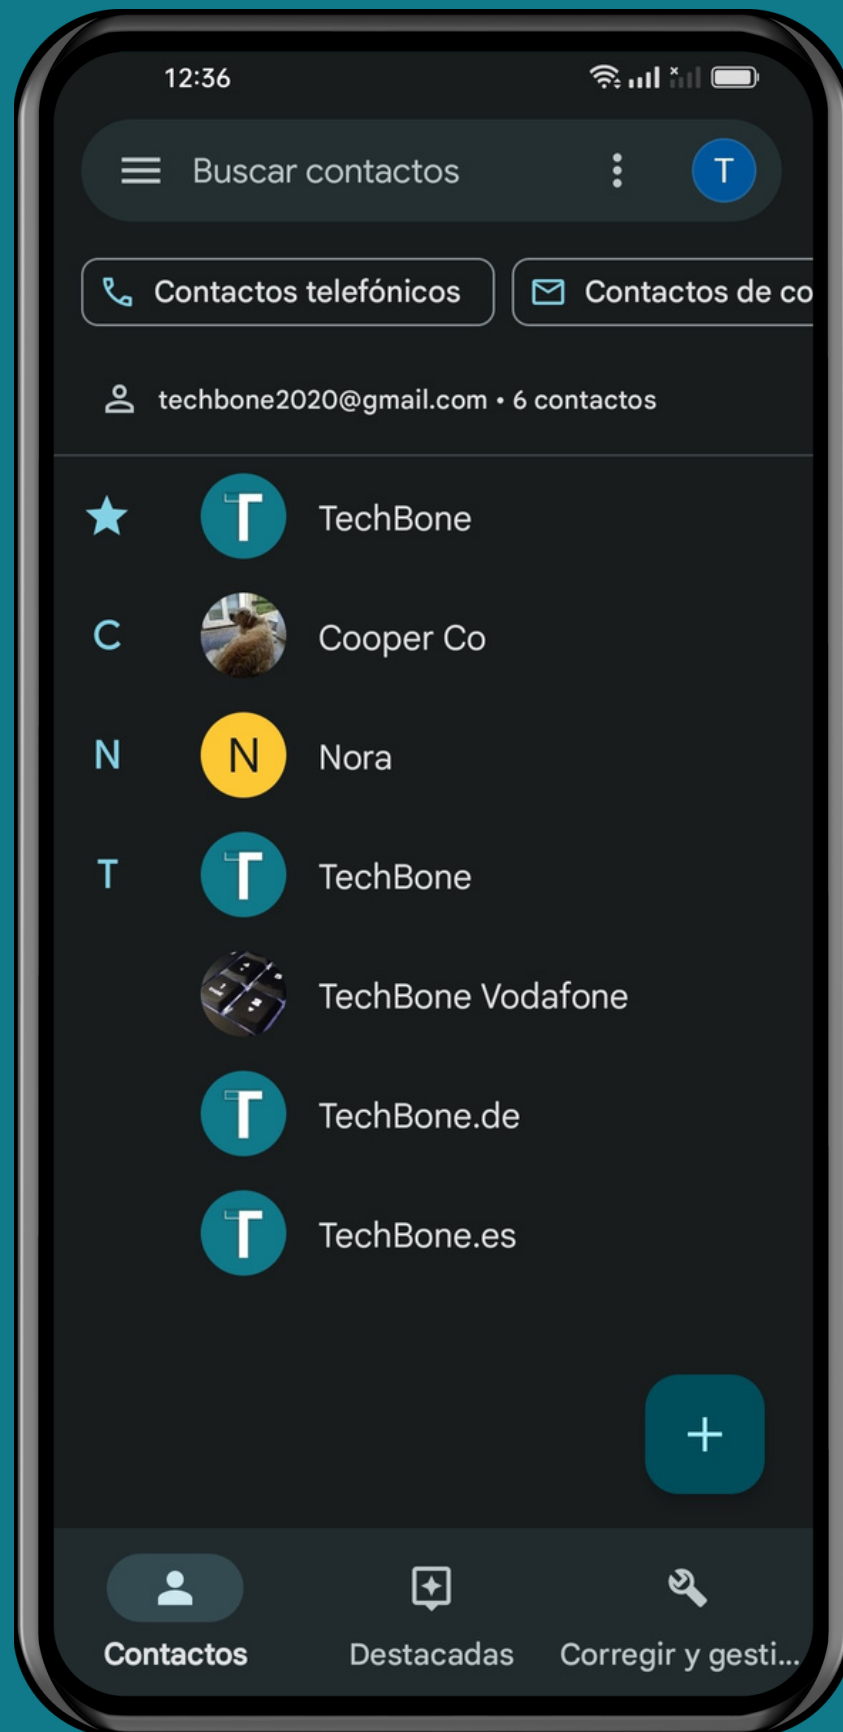 12:36
Buscar contactos
T
Contactos telefónicos
Contactos de co
techbone2020@gmail.com • 6 contactos
T TechBone
C
Cooper Co
N
N Nora
T
T TechBone
TechBone Vodafone
T TechBone.de
T TechBone.es
Contactos
Destacadas
Corregir y gesti...